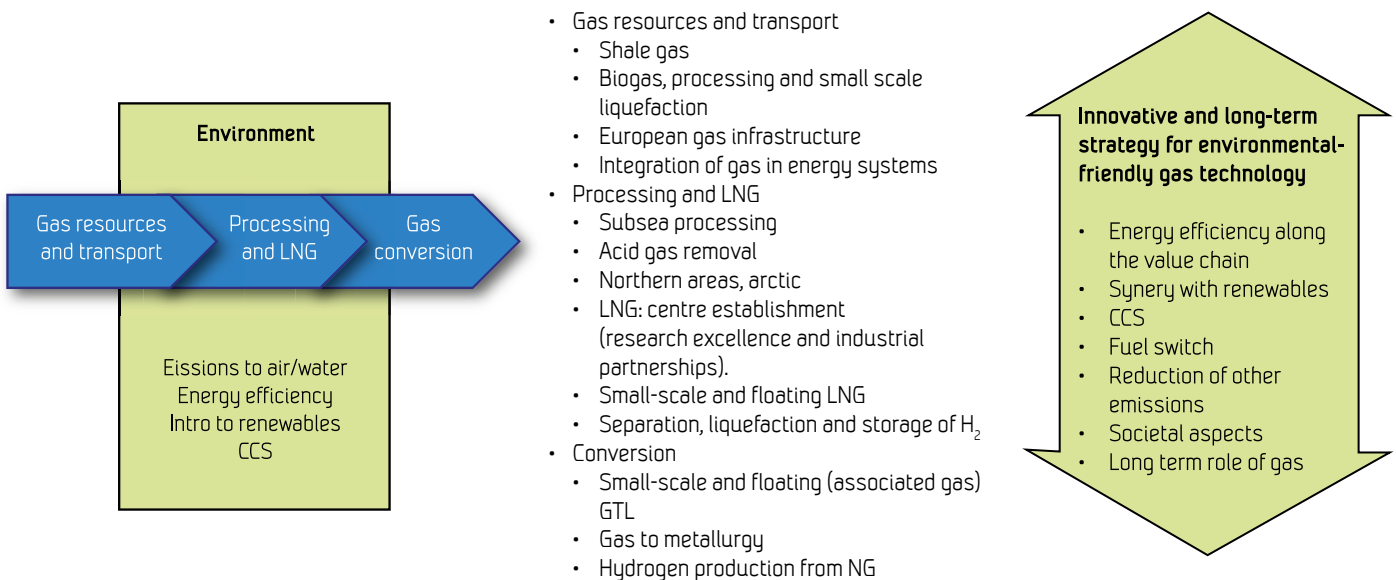 Environment
Gas resources
and transport
Processing
and LNG
Gas
conversion
Eissions to air/water
Energy efficiency
Intro to renewables
CCS
• Gas resources and transport
• Shale gas
• Biogas, processing and small scale
liquefaction
• European gas infrastructure
• Integration of gas in energy systems
• Processing and LNG
• Subsea processing
• Acid gas removal
• Northern areas, arctic
• LNG: centre establishment
(research excellence and industrial
partnerships).
• Small-scale and floating LNG
• Separation, liquefaction and storage of H₂
• Conversion
• Small-scale and floating (associated gas)
GTL
• Gas to metallurgy
• Hydrogen production from NG
Innovative and long-term
strategy for environmental-
friendly gas technology
• Energy efficiency along
the value chain
• Synery with renewables
• CCS
• Fuel switch
• Reduction of other
emissions
• Societal aspects
• Long term role of gas